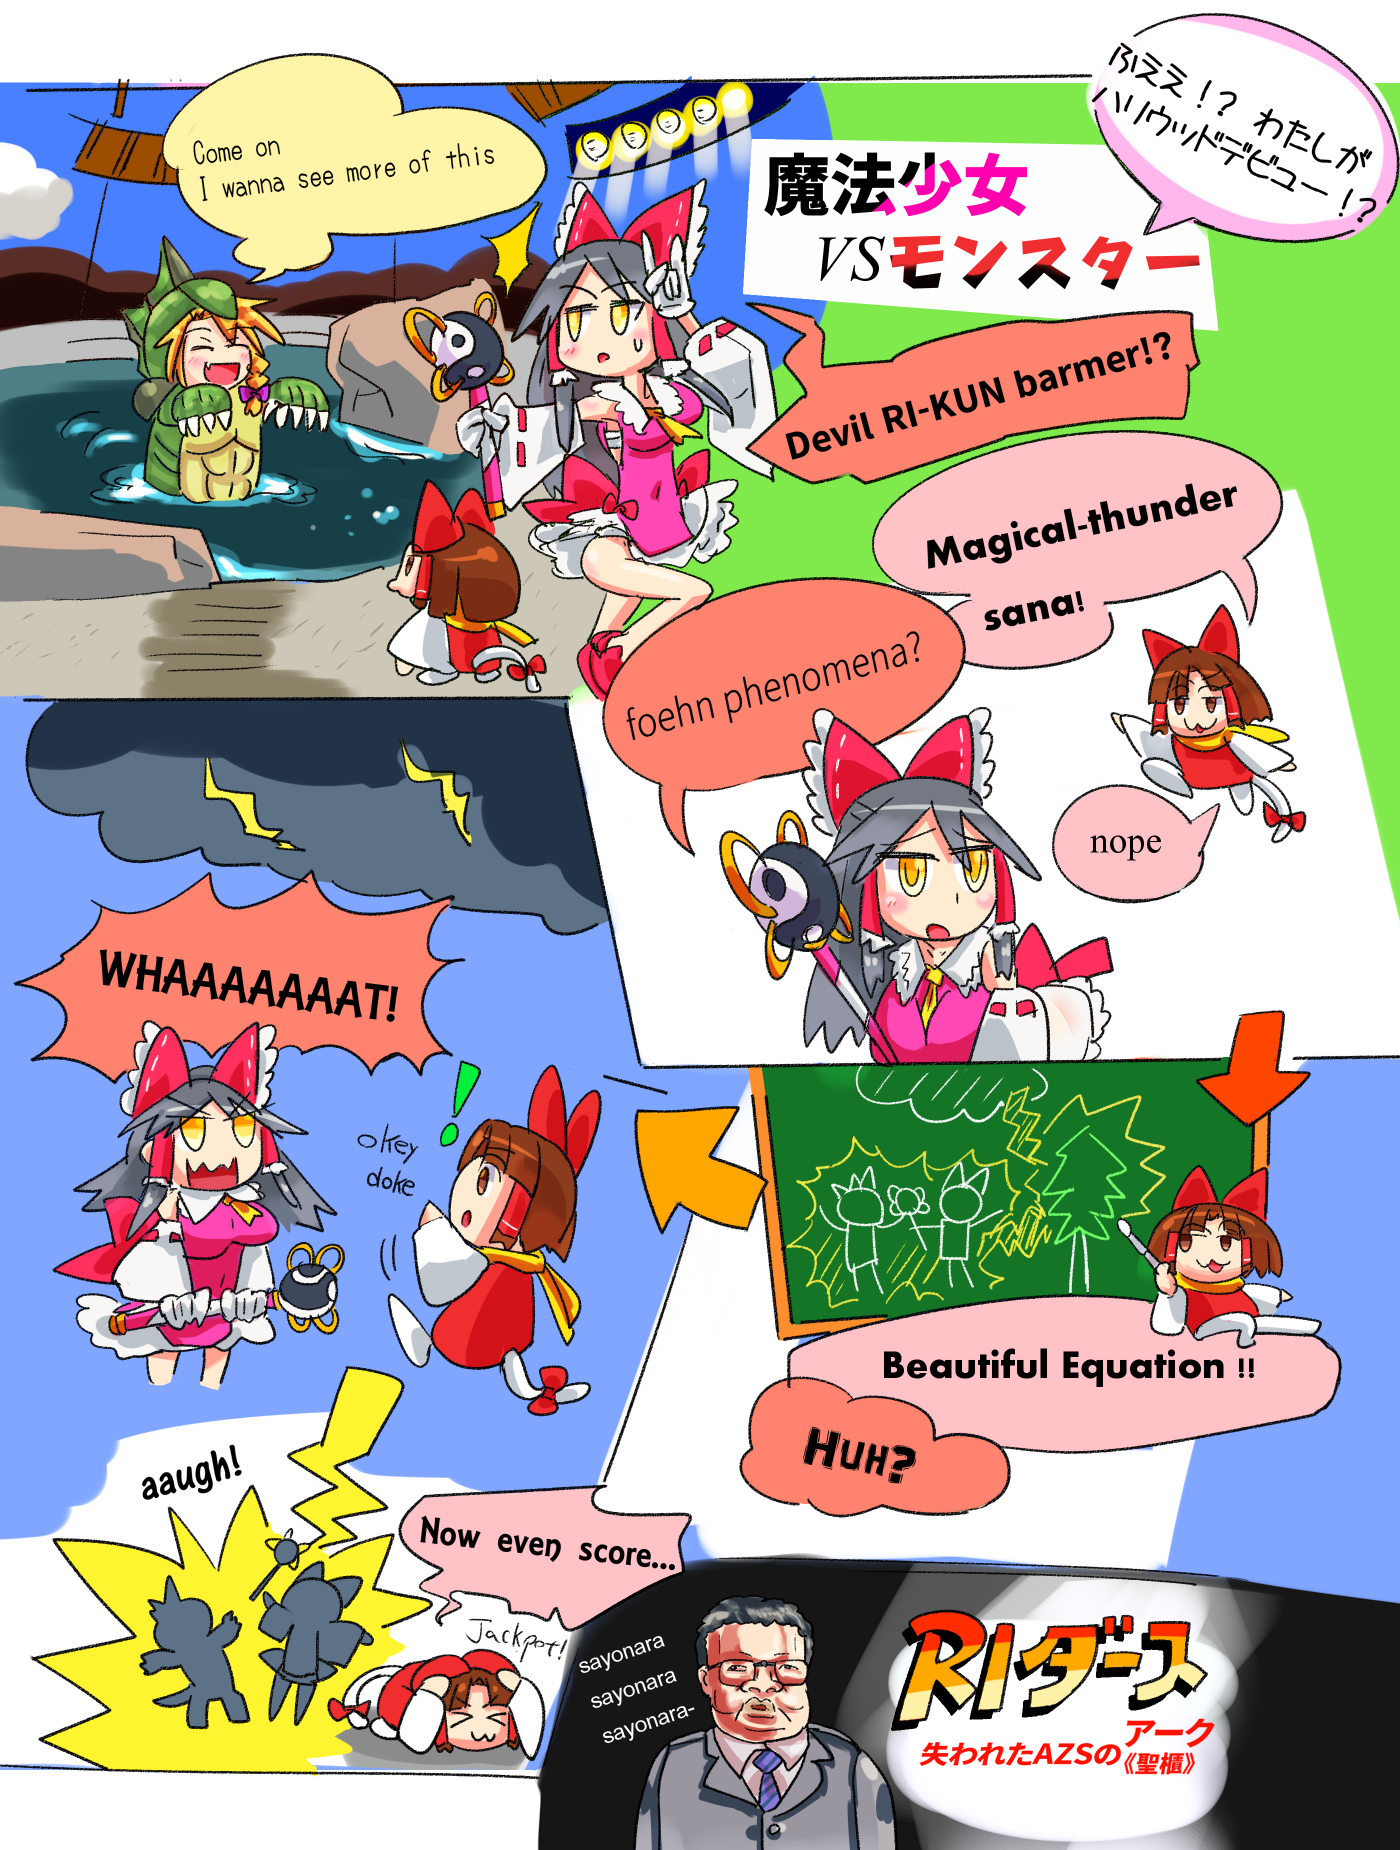 ふええ！？ わたしが
ハリウッドデビュー！？
Come on
I wanna see more of this
魔法少女
VSモンスター
Devil RI-KUN barmer!?
Magical-thunder
sana!
foehn phenomena?
nope
WHAAAAAAAT!
okey
doke
!
Beautiful Equation !!
HUH?
aaugh!
Now even score...
Jackpot!
sayonara
sayonara
sayonara-
RIダース
失われたAZSのアーク
《聖櫃》